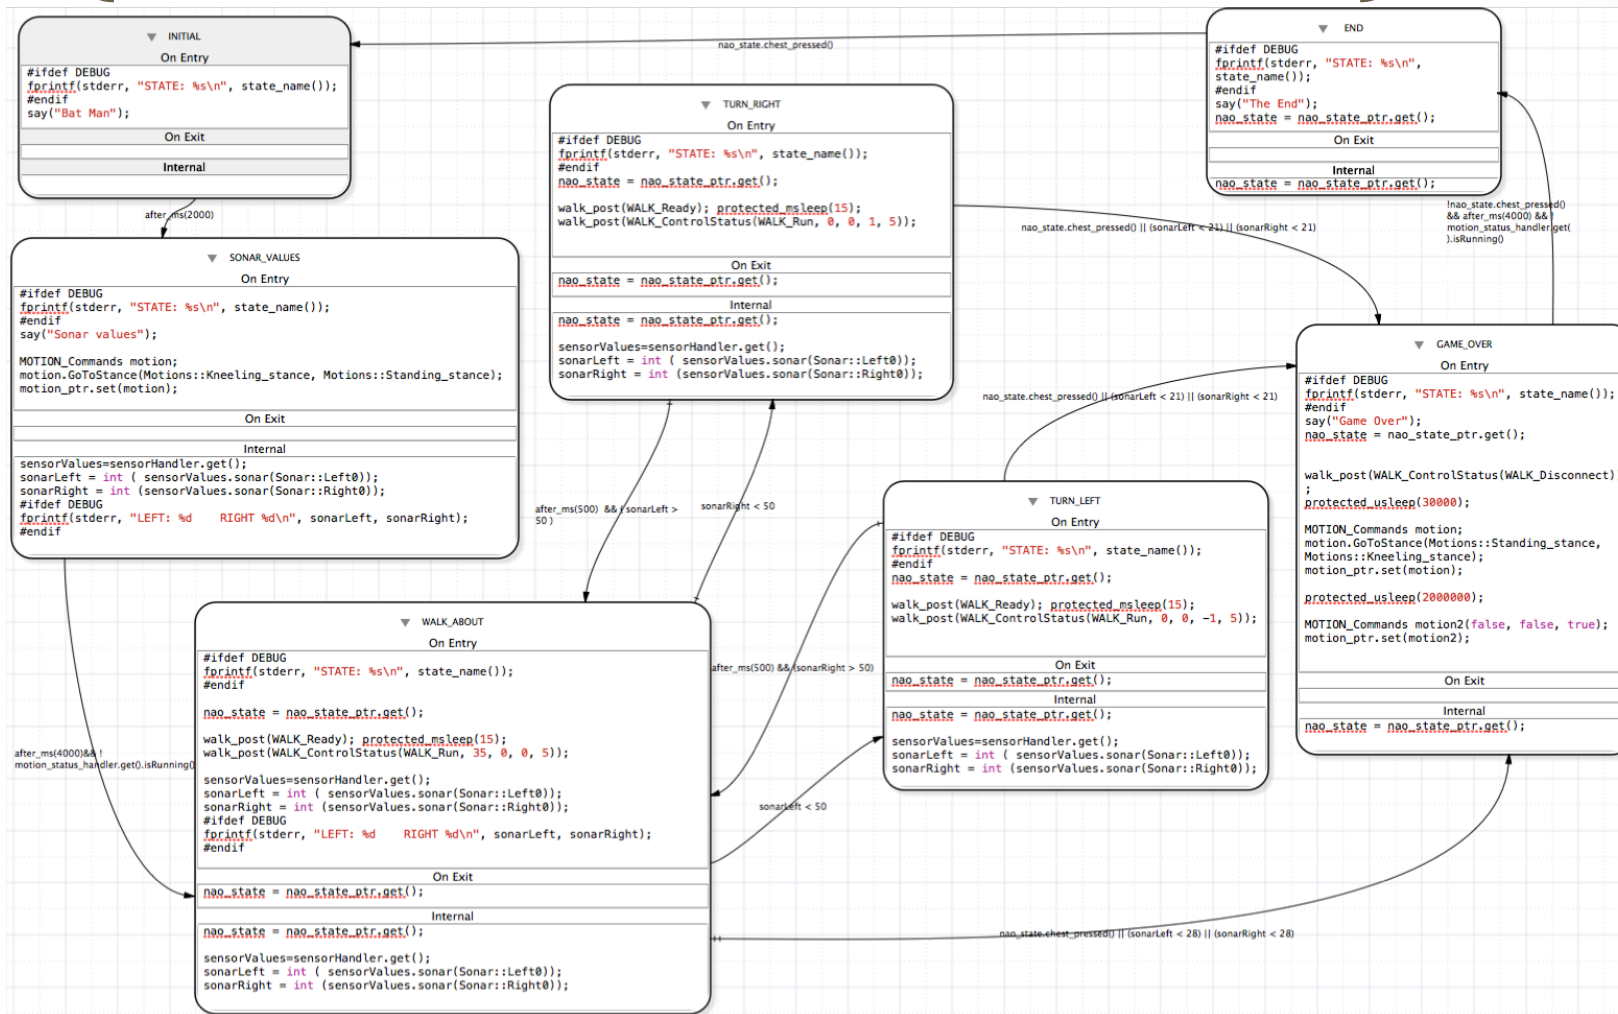 INITIAL
On Entry
#ifdef DEBUG
fprintf(stderr, "STATE: %s\n", state_name());
#endif
say("Bat Man");
On Exit
Internal
nao_state.chest_pressed()
END
#ifdef DEBUG
fprintf(stderr, "STATE: %s\n",
state_name());
#endif
say("The End");
nao_state = nao_state_ptr.get();
On Exit
Internal
nao_state = nao_state_ptr.get();
TURN_RIGHT
On Entry
#ifdef DEBUG
fprintf(stderr, "STATE: %s\n", state_name());
#endif
nao_state = nao_state_ptr.get();
walk_post(WALK_Ready); protected_msleep(15);
walk_post(WALK_ControlStatus(WALK_Run, 0, 0, 1, 5));
On Exit
nao_state = nao_state_ptr.get();
Internal
nao_state = nao_state_ptr.get();
sensorValues=sensorHandler.get();
sonarLeft = int ( sensorValues.sonar(Sonar::Left0));
sonarRight = int (sensorValues.sonar(Sonar::Right0));
after_ms(2000)
nao_state.chest_pressed() || (sonarLeft < 21) || (sonarRight < 21)
!nao_state.chest_pressed()
&& after_ms(4000) && !
motion_status_handler.get(
).isRunning()
SONAR_VALUES
On Entry
#ifdef DEBUG
fprintf(stderr, "STATE: %s\n", state_name());
#endif
say("Sonar values");
MOTION_Commands motion;
motion.GoToStance(Motions::Kneeling_stance, Motions::Standing_stance);
motion_ptr.set(motion);
On Exit
Internal
sensorValues=sensorHandler.get();
sonarLeft = int ( sensorValues.sonar(Sonar::Left0));
sonarRight = int (sensorValues.sonar(Sonar::Right0));
#ifdef DEBUG
fprintf(stderr, "LEFT: %d    RIGHT %d\n", sonarLeft, sonarRight);
#endif
GAME_OVER
On Entry
#ifdef DEBUG
fprintf(stderr, "STATE: %s\n", state_name());
#endif
say("Game Over");
nao_state = nao_state_ptr.get();
walk_post(WALK_ControlStatus(WALK_Disconnect))
;
protected_usleep(30000);
MOTION_Commands motion;
motion.GoToStance(Motions::Standing_stance,
Motions::Kneeling_stance);
motion_ptr.set(motion);
protected_usleep(2000000);
MOTION_Commands motion2(false, false, true);
motion_ptr.set(motion2);
On Exit
Internal
nao_state = nao_state_ptr.get();
nao_state.chest_pressed() || (sonarLeft < 21) || (sonarRight < 21)
after_ms(500) && ( sonarLeft >
50 )
sonarRight < 50
TURN_LEFT
On Entry
#ifdef DEBUG
fprintf(stderr, "STATE: %s\n", state_name());
#endif
nao_state = nao_state_ptr.get();
walk_post(WALK_Ready); protected_msleep(15);
walk_post(WALK_ControlStatus(WALK_Run, 0, 0, -1, 5));
On Exit
nao_state = nao_state_ptr.get();
Internal
nao_state = nao_state_ptr.get();
sensorValues=sensorHandler.get();
sonarLeft = int ( sensorValues.sonar(Sonar::Left0));
sonarRight = int (sensorValues.sonar(Sonar::Right0));
after_ms(500) && (sonarRight > 50)
sonarLeft < 50
after_ms(4000)&& !
motion_status_handler.get().isRunning()
WALK_ABOUT
On Entry
#ifdef DEBUG
fprintf(stderr, "STATE: %s\n", state_name());
#endif
nao_state = nao_state_ptr.get();
walk_post(WALK_Ready); protected_msleep(15);
walk_post(WALK_ControlStatus(WALK_Run, 35, 0, 0, 5));
sensorValues=sensorHandler.get();
sonarLeft = int ( sensorValues.sonar(Sonar::Left0));
sonarRight = int (sensorValues.sonar(Sonar::Right0));
#ifdef DEBUG
fprintf(stderr, "LEFT: %d    RIGHT %d\n", sonarLeft, sonarRight);
#endif
On Exit
nao_state = nao_state_ptr.get();
Internal
nao_state = nao_state_ptr.get();
sensorValues=sensorHandler.get();
sonarLeft = int ( sensorValues.sonar(Sonar::Left0));
sonarRight = int (sensorValues.sonar(Sonar::Right0));
nao_state.chest_pressed() || (sonarLeft < 28) || (sonarRight < 28)